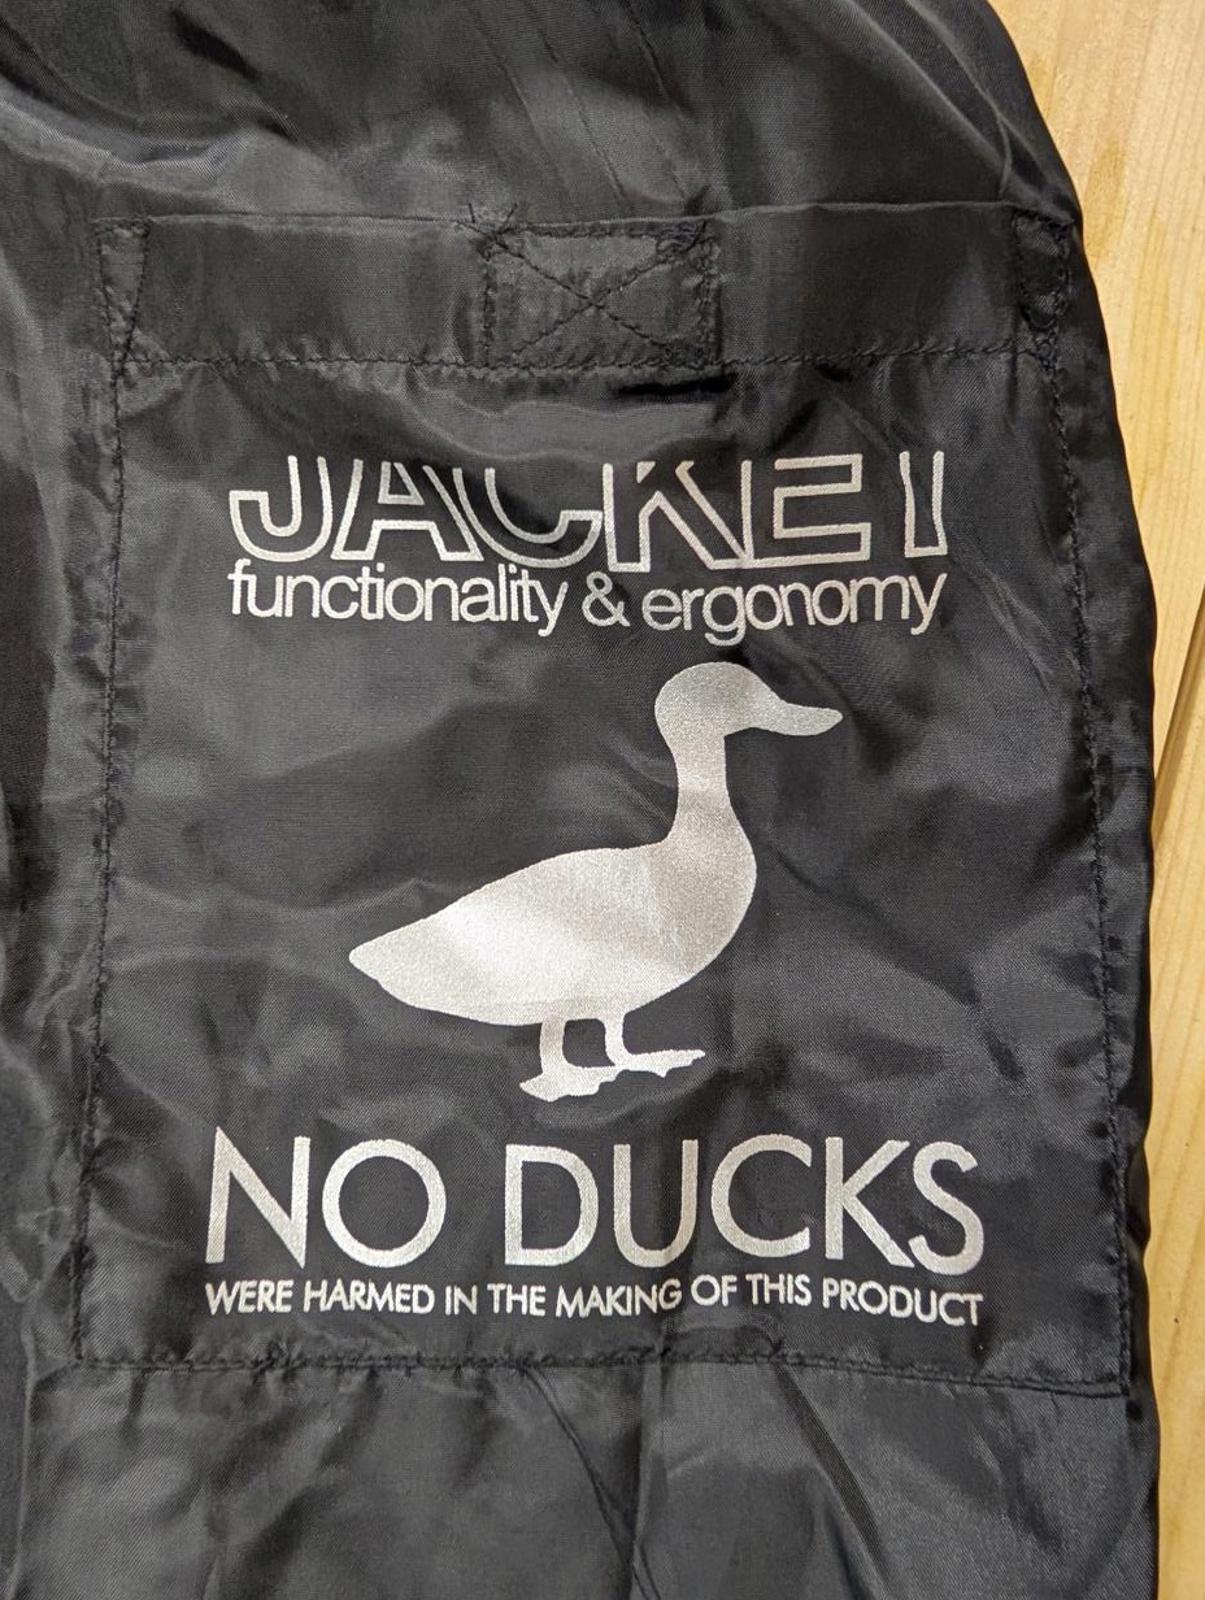 JACKET
functionality & ergonomy
NO DUCKS
WERE HARMED IN THE MAKING OF THIS PRODUCT